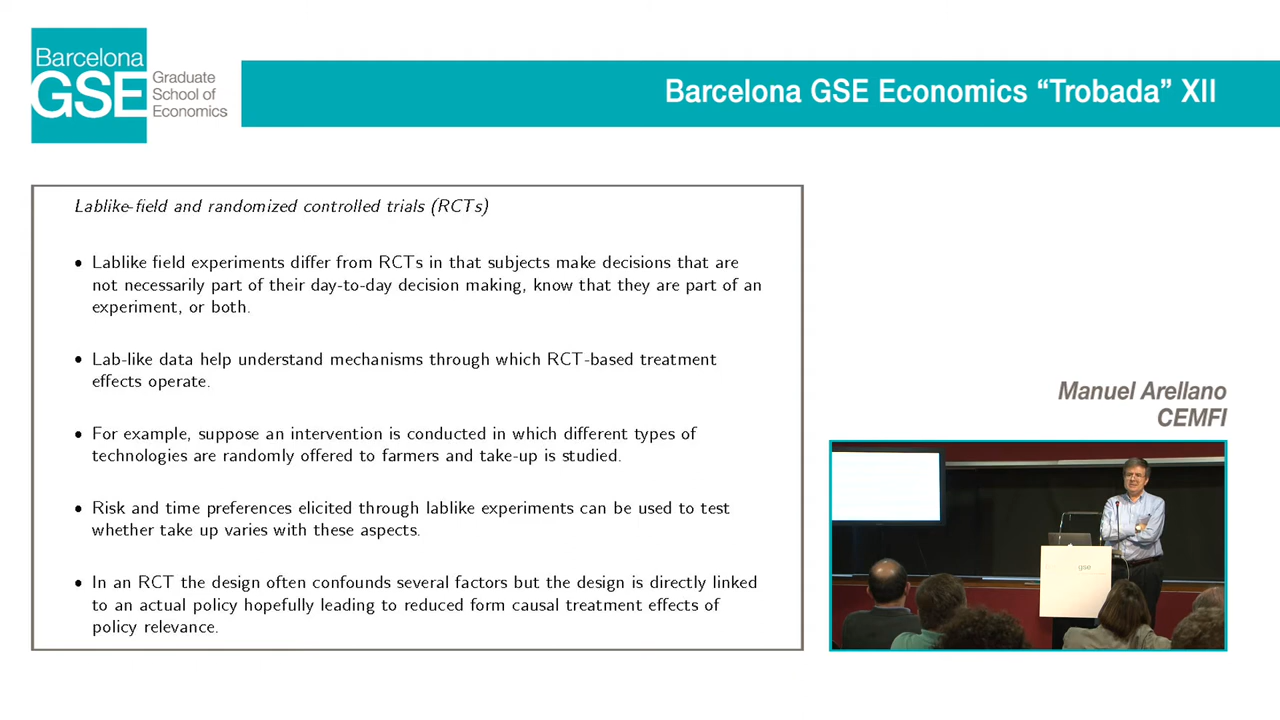 Barcelona
GSE
Graduate
School of
Economics
Barcelona GSE Economics “Trobada” XII
Lablike-field and randomized controlled trials (RCTs)
• Lablike field experiments differ from RCTs in that subjects make decisions that are
not necessarily part of their day-to-day decision making, know that they are part of an
experiment, or both.
• Lab-like data help understand mechanisms through which RCT-based treatment
effects operate.
• For example, suppose an intervention is conducted in which different types of
technologies are randomly offered to farmers and take-up is studied.
• Risk and time preferences elicited through lablike experiments can be used to test
whether take up varies with these aspects.
• In an RCT the design often confounds several factors but the design is directly linked
to an actual policy hopefully leading to reduced form causal treatment effects of
policy relevance.
Manuel Arellano
CEMFI
gse